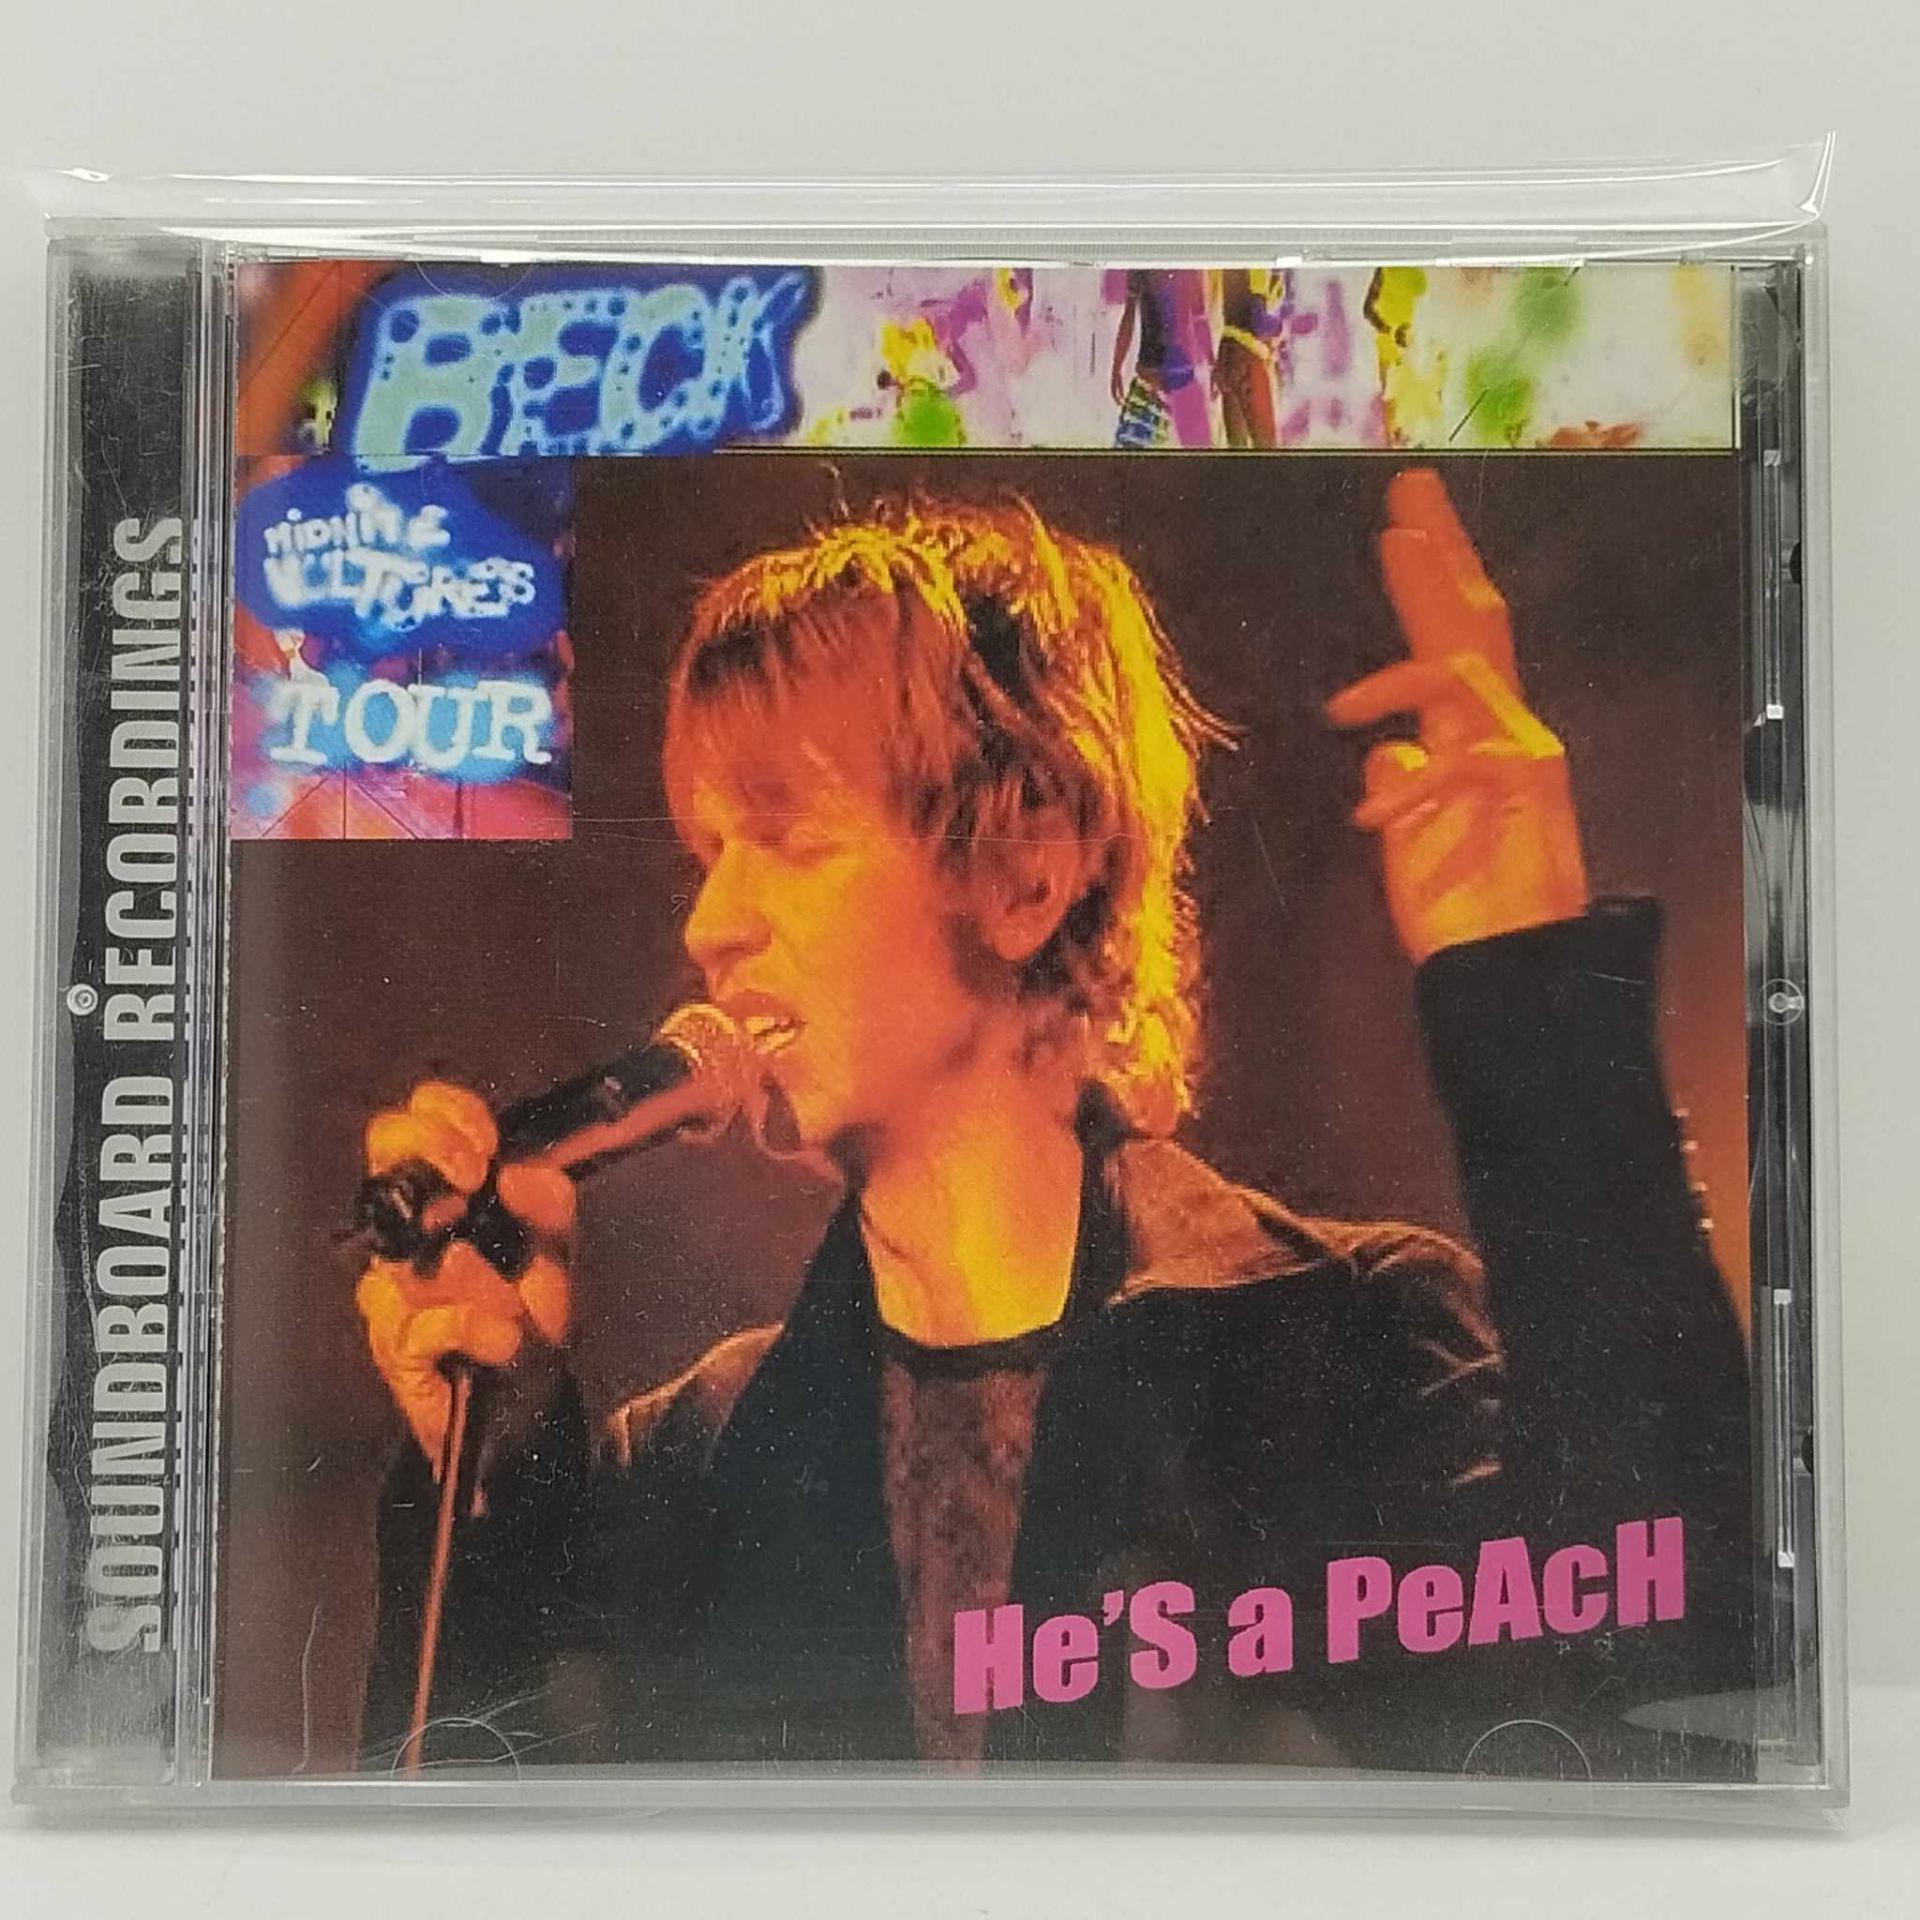 BECK
MIDNITE
VULTURES
TOUR
SOUNDBOARD RECORDINGS
He'S a PeAcH